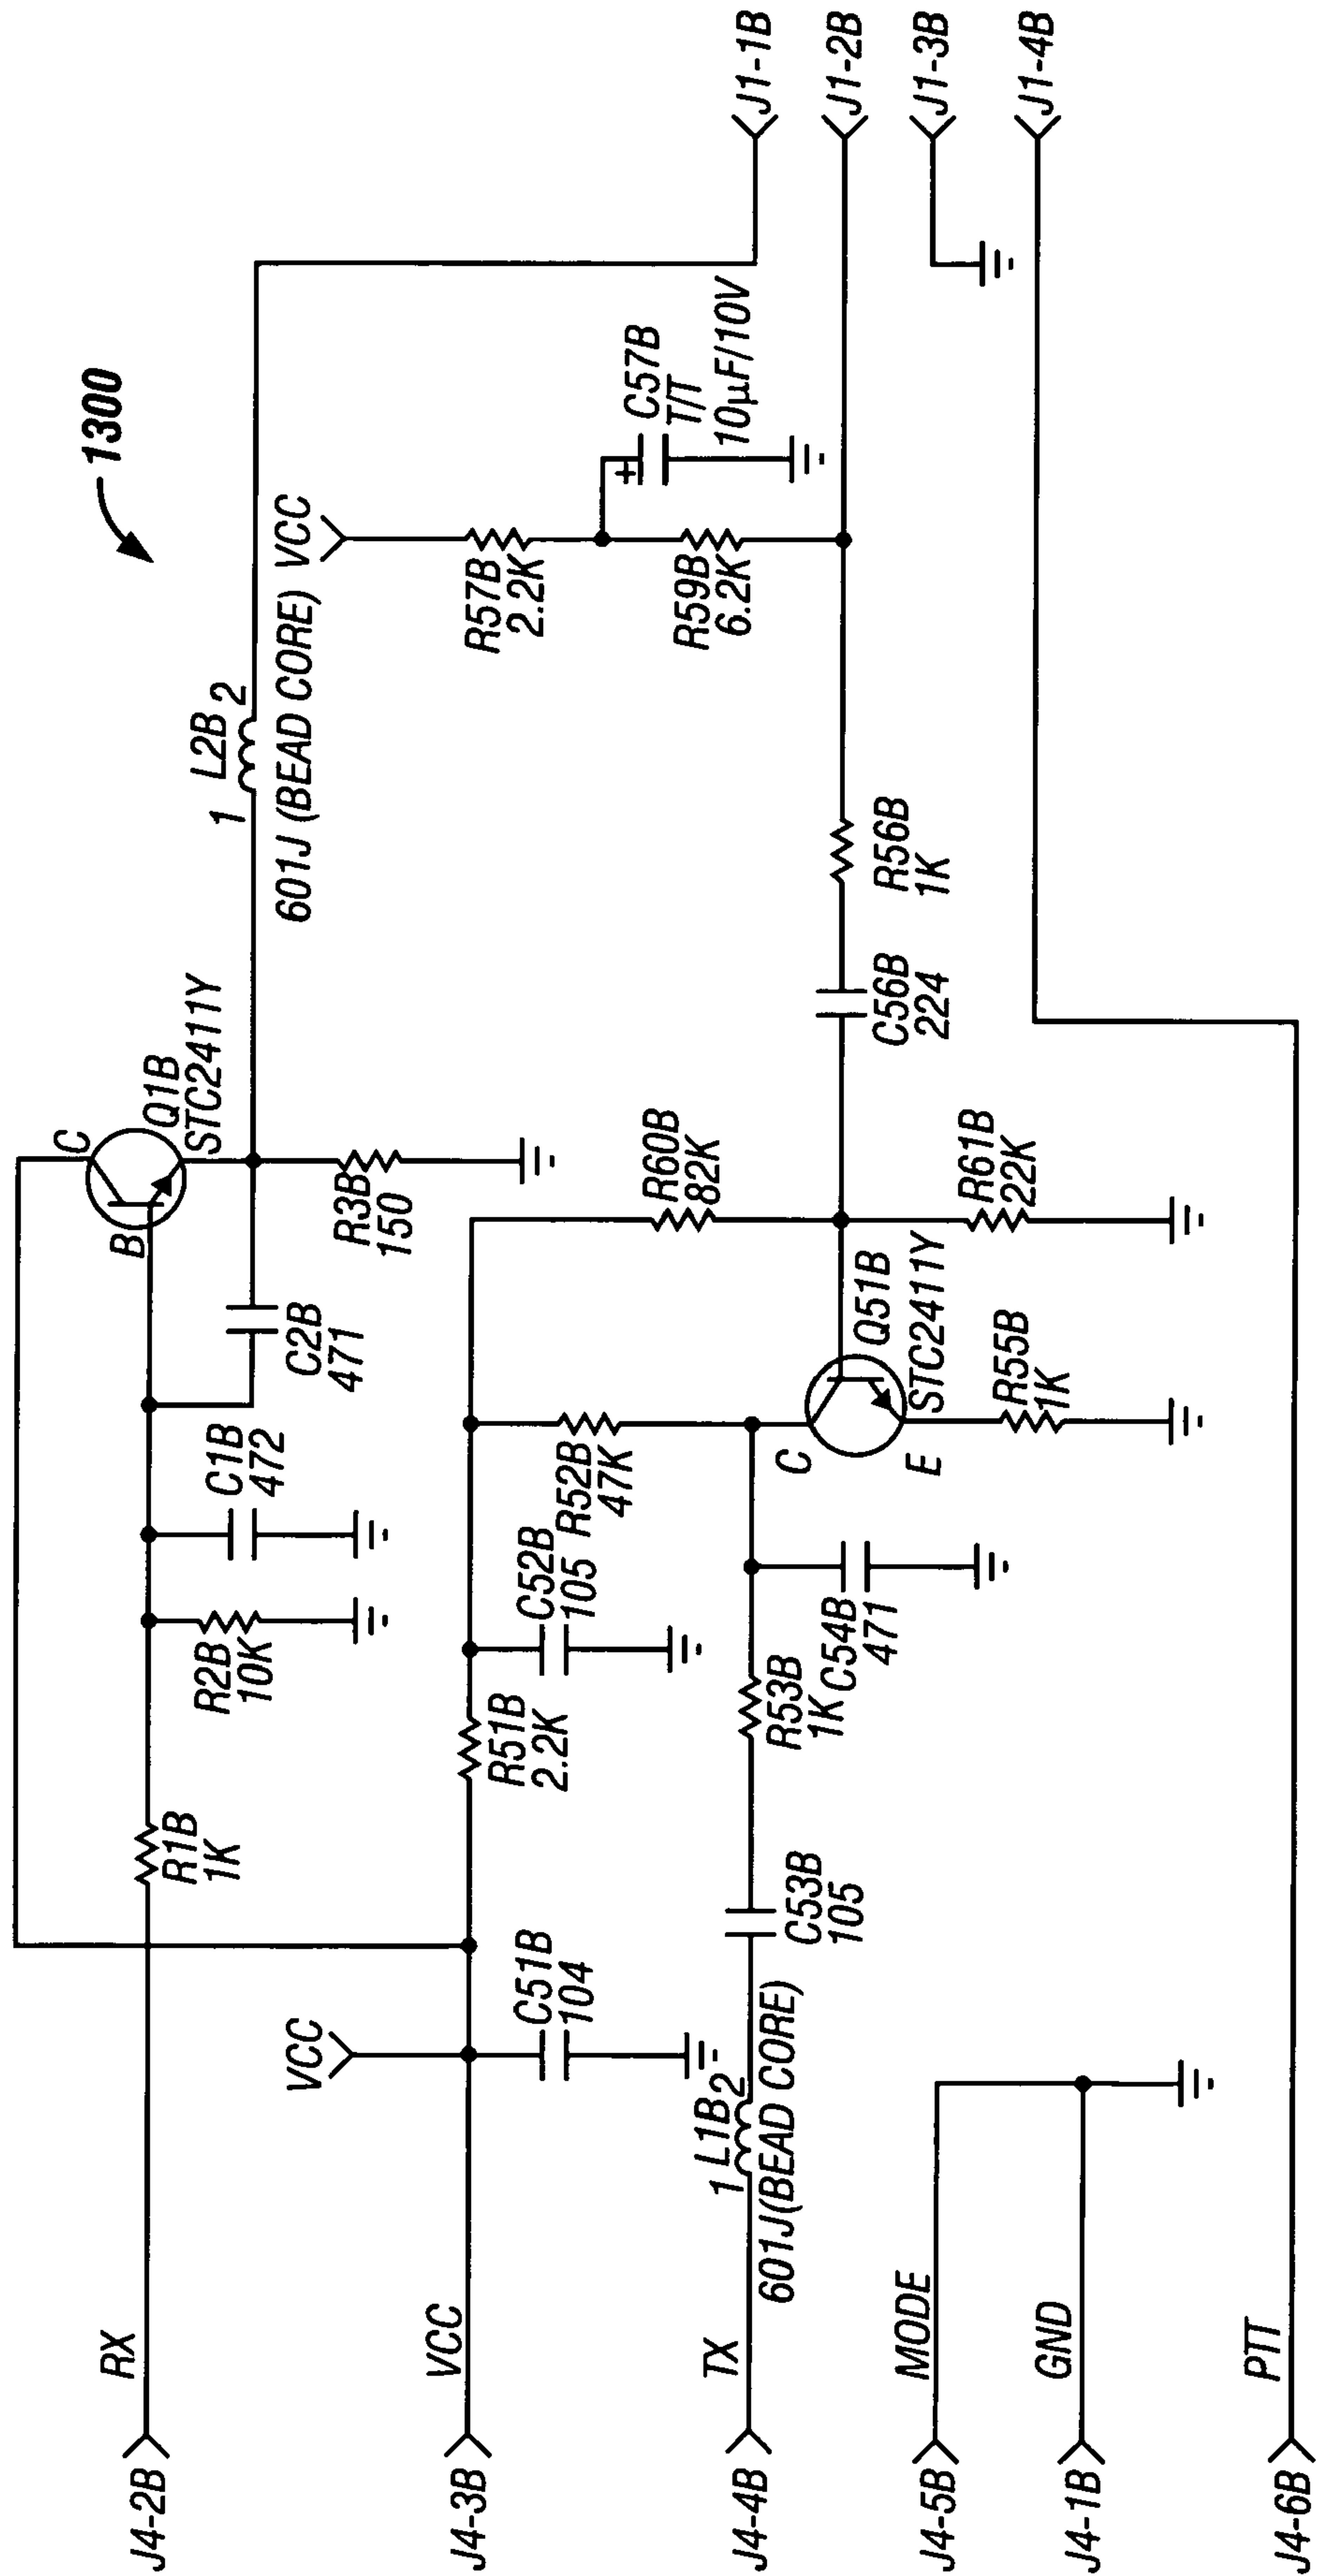 1300
C
Q1B
STC2411Y
B
1
L2B
2
601J (BEAD CORE)
VCC
J1-1B
J1-2B
J1-3B
J1-4B
RX
J4-2B
R1B
1K
R2B
10K
C1B
472
C2B
471
R3B
150
R57B
2.2K
C57B
T/T
+
10µF/10V
R59B
6.2K
VCC
J4-3B
VCC
C51B
104
R51B
2.2K
C52B
105
R52B
47K
R60B
82K
TX
J4-4B
1
L1B
2
601J(BEAD CORE)
C53B
105
R53B
1K
C54B
471
C
E
Q51B
STC2411Y
R55B
1K
R61B
22K
C56B
224
R56B
1K
MODE
J4-5B
GND
J4-1B
PTT
J4-6B